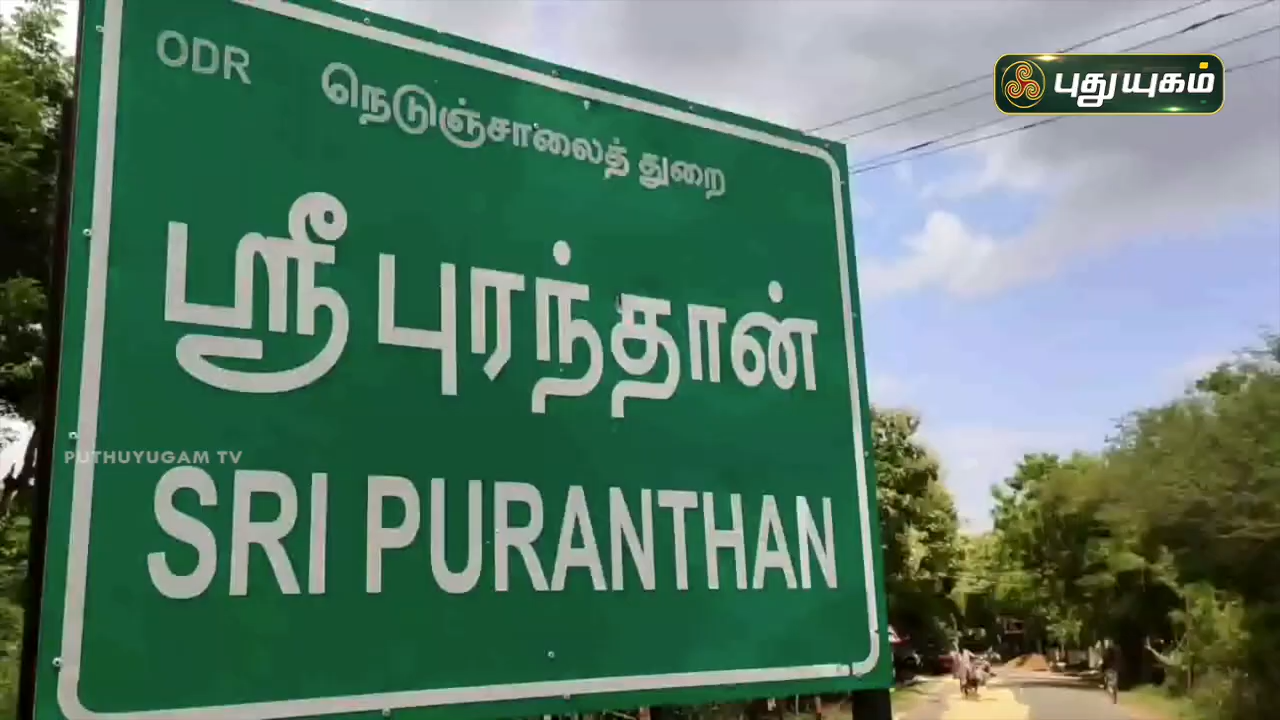 ODR
நெடுஞ்சாலைத் துறை
ஸ்ரீ புரந்தான்
SRI PURANTHAN
புதுயுகம்
PUTHUYUGAM TV